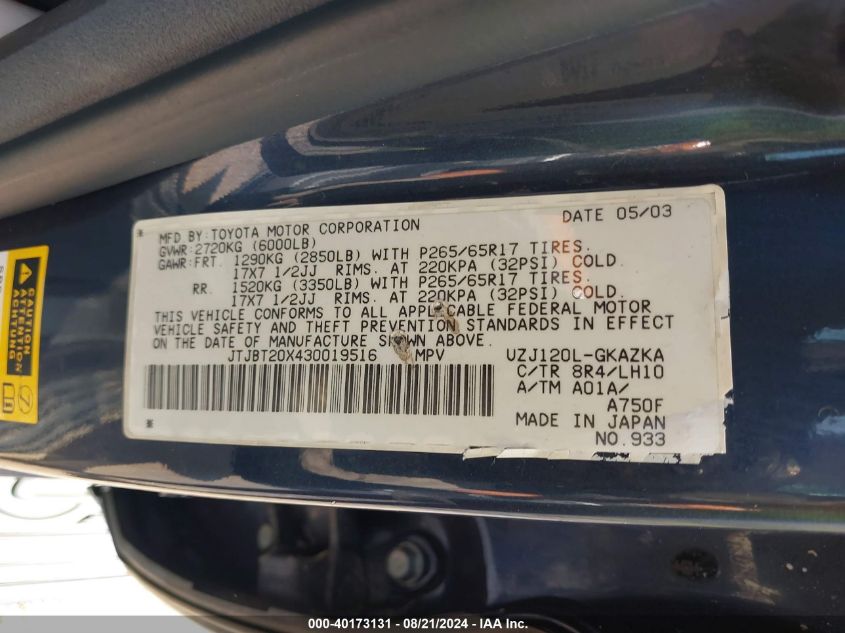 DATE 05/03
MFD BY:TOYOTA MOTOR CORPORATION
GVWR:2720KG (6000LB)
GAWR:FRT. 1290KG (2850LB) WITH P265/65R17 TIRES.
17X7 1/2JJ RIMS. AT 220KPA (32PSI) COLD.
RR. 1520KG (3350LB) WITH P265/65R17 TIRES.
17X7 1/2JJ RIMS. AT 220KPA (32PSI) COLD.
THIS VEHICLE CONFORMS TO ALL APPLICABLE FEDERAL MOTOR
VEHICLE SAFETY AND THEFT PREVENTION STANDARDS IN EFFECT
ON THE DATE OF MANUFACTURE SHOWN ABOVE.
JTJBT20X430019516 MPV
UZJ120L-GKAZKA
C/TR 8R4/LH10
A/TM A01A/
A750F
MADE IN JAPAN
NO.933
CAUTION
ATTENTION
ACHTUNG
000-40173131 - 08/21/2024 - IAA Inc.